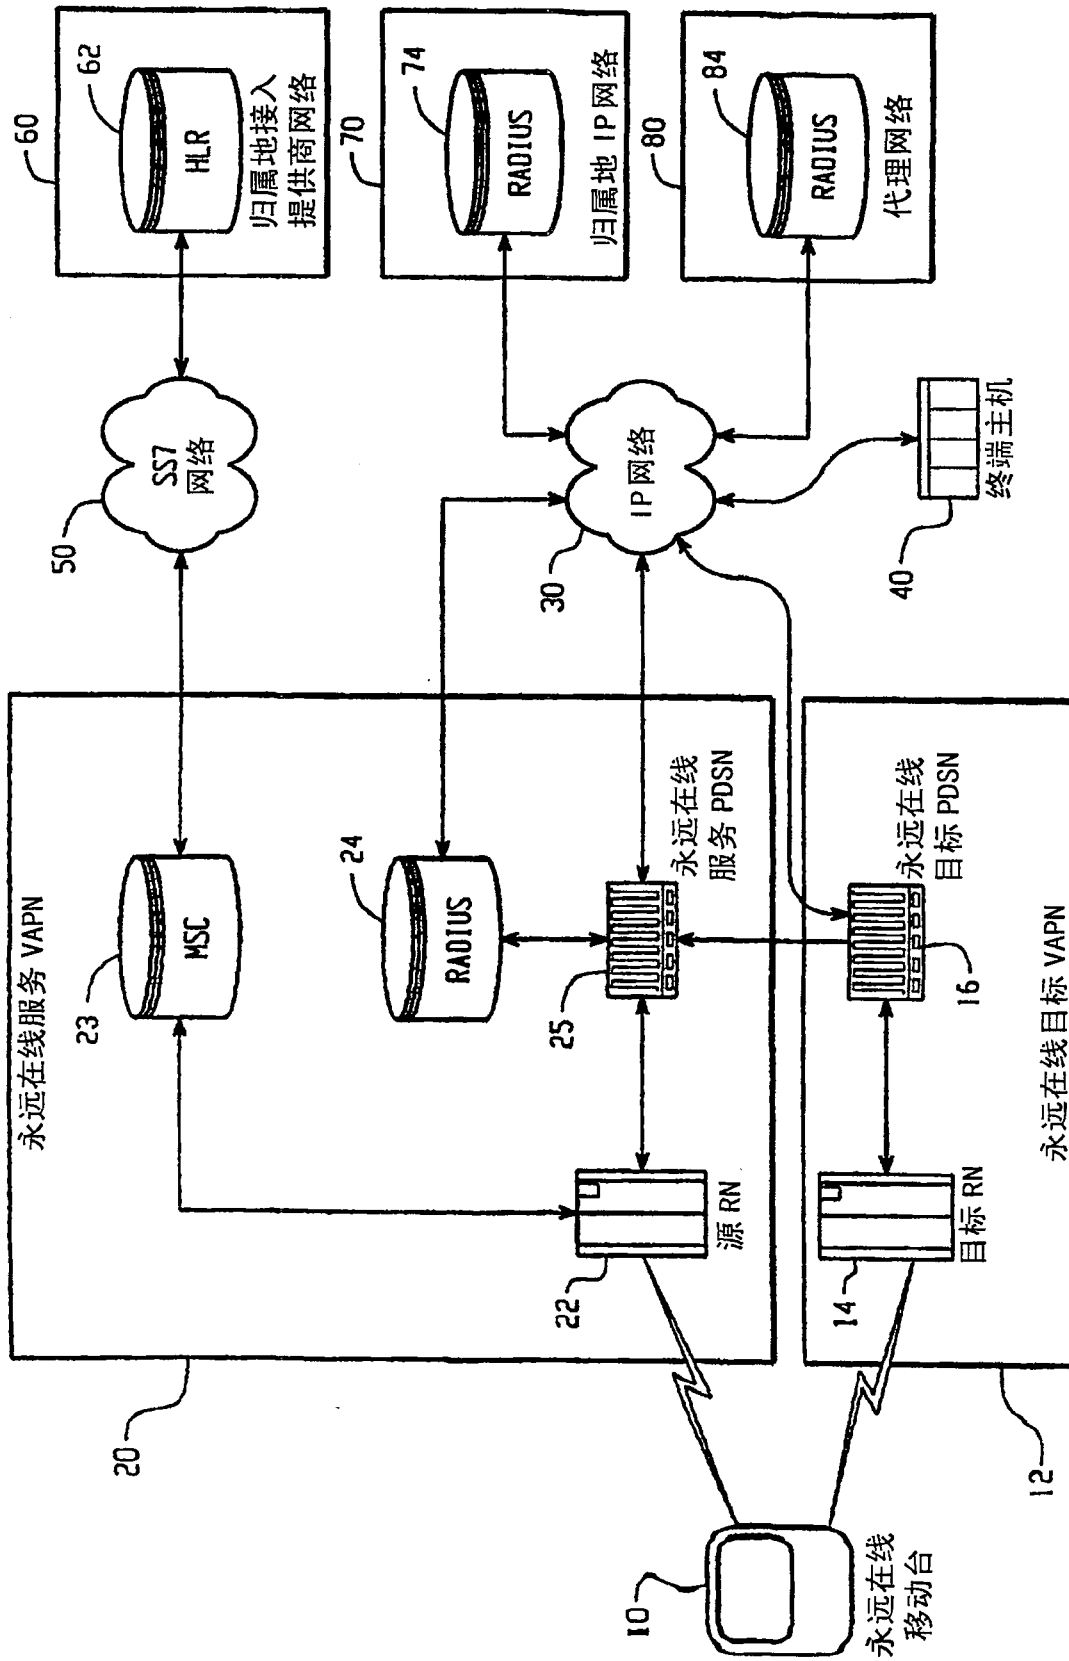 永远在线服务 VAPN
20
MSC
23
RADIUS
24
25
永远在线
服务 PDSN
22
源 RN
10
永远在线
移动台
12
14
目标 RN
16
永远在线
目标 PDSN
永远在线目标 VAPN
50
SS7
网络
30
IP网络
40
终端主机
60
62
HLR
归属地接入
提供商网络
70
74
RADIUS
归属地 IP 网络
80
84
RADIUS
代理网络